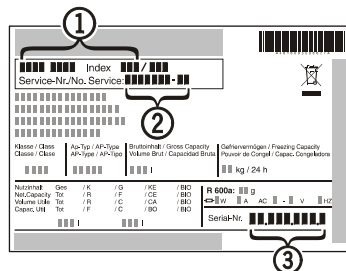 1
Index /
Service-Nr./No. Service: -
2
Klasse / Class Ap-Typ / AP-Type Bruttoinhalt / Gross Capacity Gefriervermögen / Freezing Capacity
Classe / Clase AP-Type / AP-Tipo Volume Brut / Capacidad Bruta Pouvoir de Congel / Capac. Congeladora
l kg / 24 h
Nutzinhalt Ges / K / G / KE / BIO R 600a: g
Net.Capacity Tot / R / F / CE / BIO W A AC - V HZ
Volume Utile Tot / R / C / CA / BIO
Capac, Util Tot / F / C / BO / BIO Serial-Nr.
l l
3